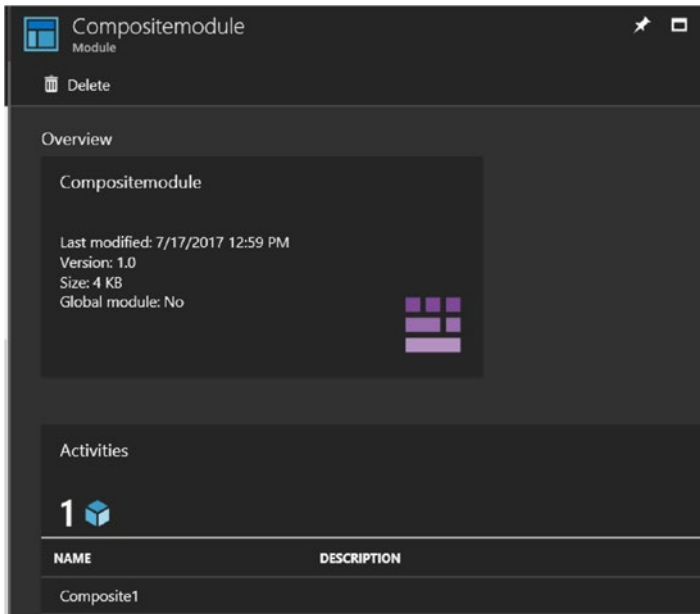 Compositemodule
Module
Delete
Overview
Compositemodule
Last modified: 7/17/2017 12:59 PM
Version: 1.0
Size: 4 KB
Global module: No
Activities
1
NAME DESCRIPTION
Composite1